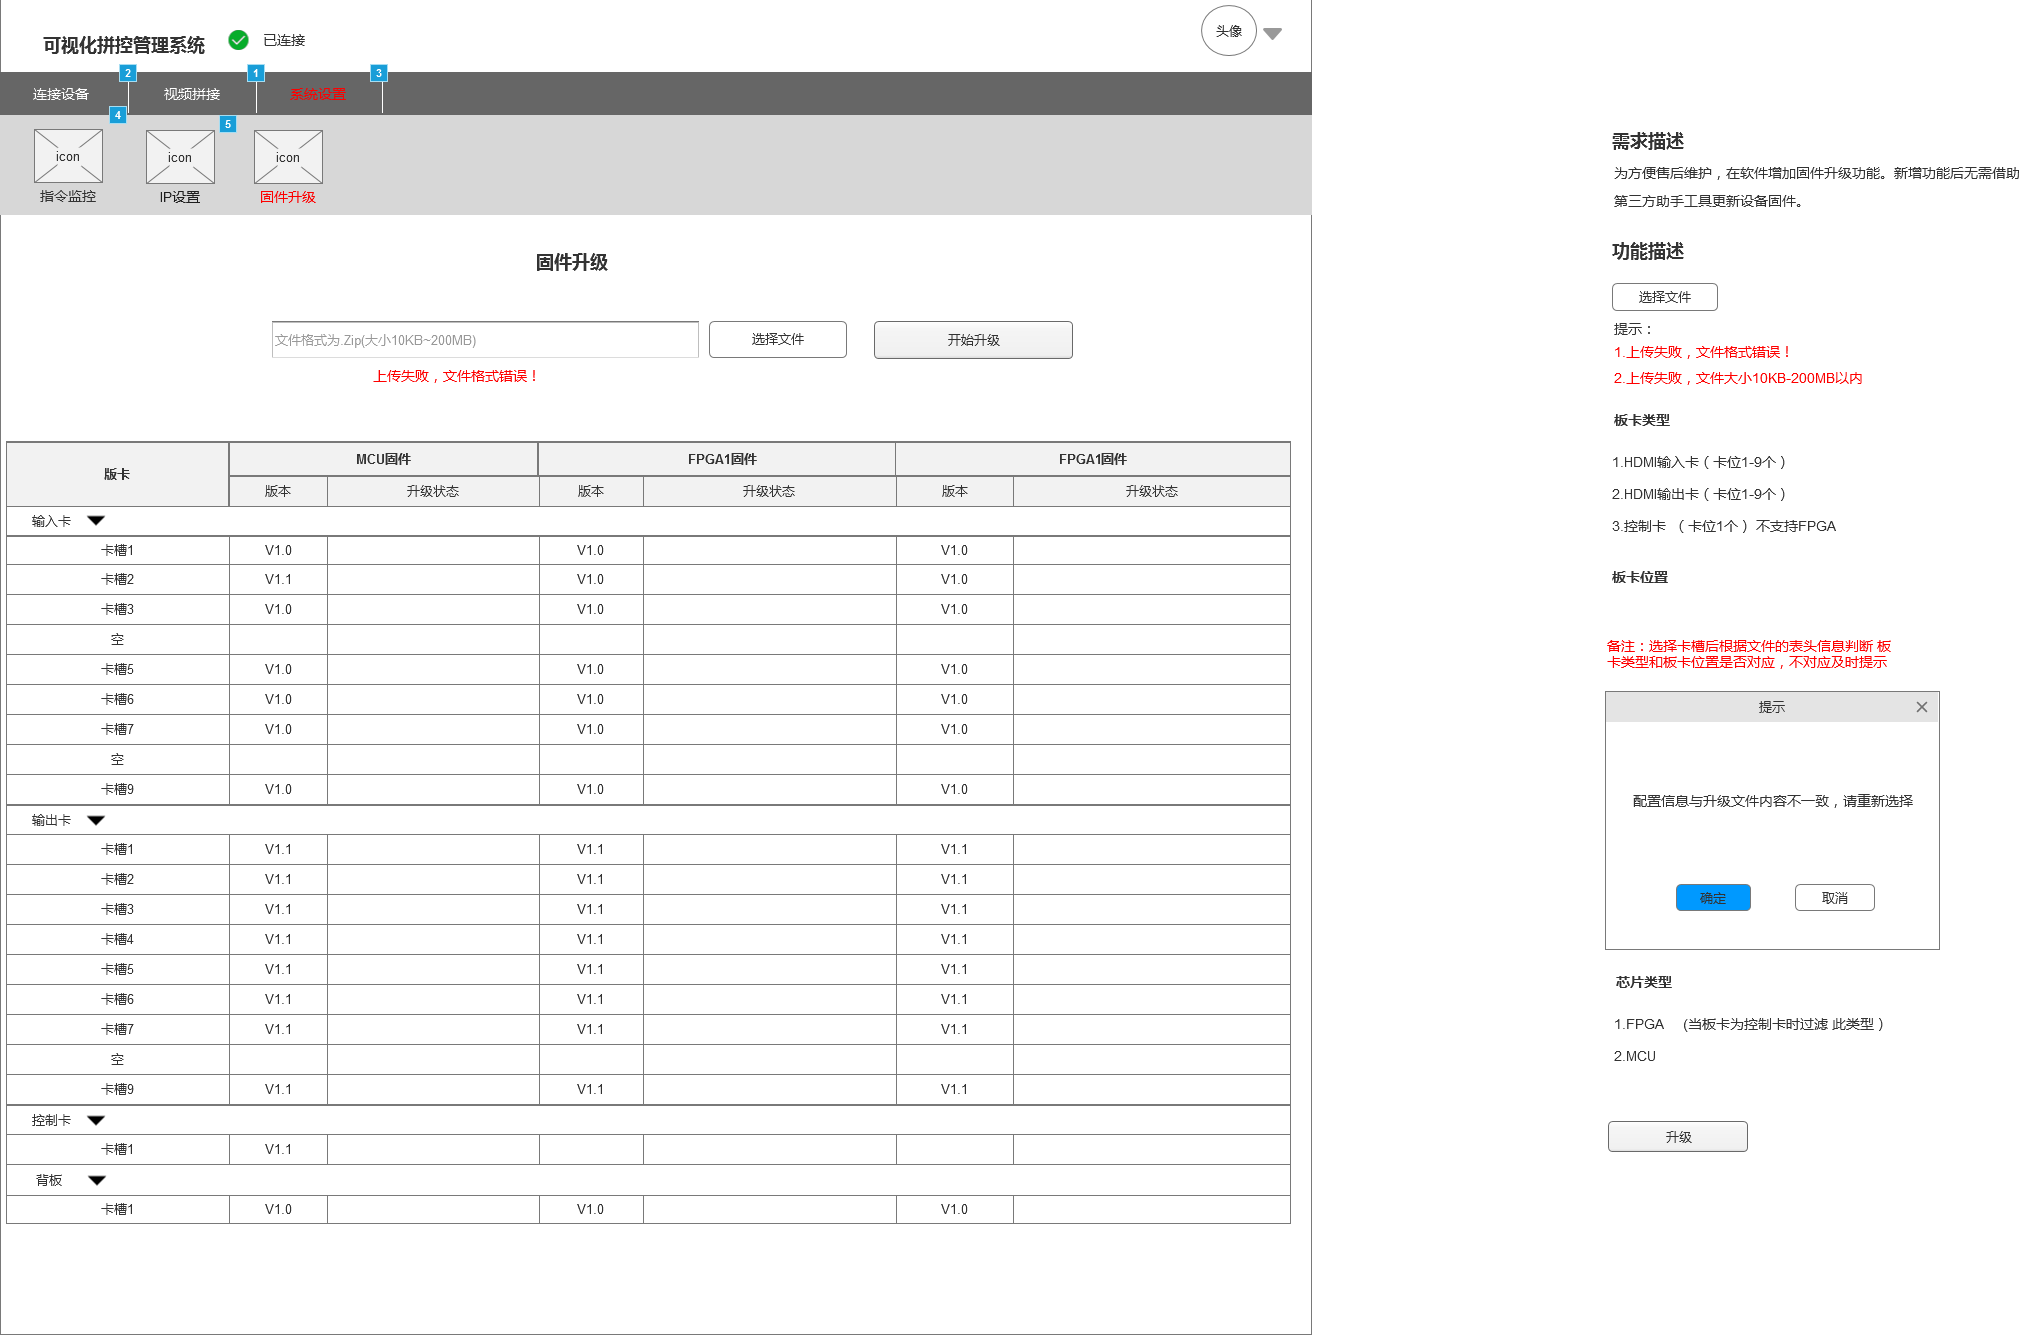 可视化拼控管理系统
已连接
头像
连接设备
2
视频拼接
1
系统设置
3
4
5
icon
icon
icon
指令监控
IP设置
固件升级
固件升级
文件格式为.Zip(大小10KB~200MB)
选择文件
开始升级
上传失败，文件格式错误！
版卡 MCU固件 FPGA1固件 FPGA1固件
版本 升级状态 版本 升级状态 版本 升级状态
输入卡
卡槽1 V1.0 V1.0 V1.0
卡槽2 V1.1 V1.0 V1.0
卡槽3 V1.0 V1.0 V1.0
空
卡槽5 V1.0 V1.0 V1.0
卡槽6 V1.0 V1.0 V1.0
卡槽7 V1.0 V1.0 V1.0
空
卡槽9 V1.0 V1.0 V1.0
输出卡
卡槽1 V1.1 V1.1 V1.1
卡槽2 V1.1 V1.1 V1.1
卡槽3 V1.1 V1.1 V1.1
卡槽4 V1.1 V1.1 V1.1
卡槽5 V1.1 V1.1 V1.1
卡槽6 V1.1 V1.1 V1.1
卡槽7 V1.1 V1.1 V1.1
空
卡槽9 V1.1 V1.1 V1.1
控制卡
卡槽1 V1.1
背板
卡槽1 V1.0 V1.0 V1.0
需求描述
为方便售后维护，在软件增加固件升级功能。新增功能后无需借助
第三方助手工具更新设备固件。
功能描述
选择文件
提示：
1.上传失败，文件格式错误！
2.上传失败，文件大小10KB-200MB以内
板卡类型
1.HDMI输入卡（卡位1-9个）
2.HDMI输出卡（卡位1-9个）
3.控制卡 （卡位1个） 不支持FPGA
板卡位置
备注：选择卡槽后根据文件的表头信息判断 板
卡类型和板卡位置是否对应，不对应及时提示
提示
配置信息与升级文件内容不一致，请重新选择
确定
取消
芯片类型
1.FPGA (当板卡为控制卡时过滤 此类型）
2.MCU
升级